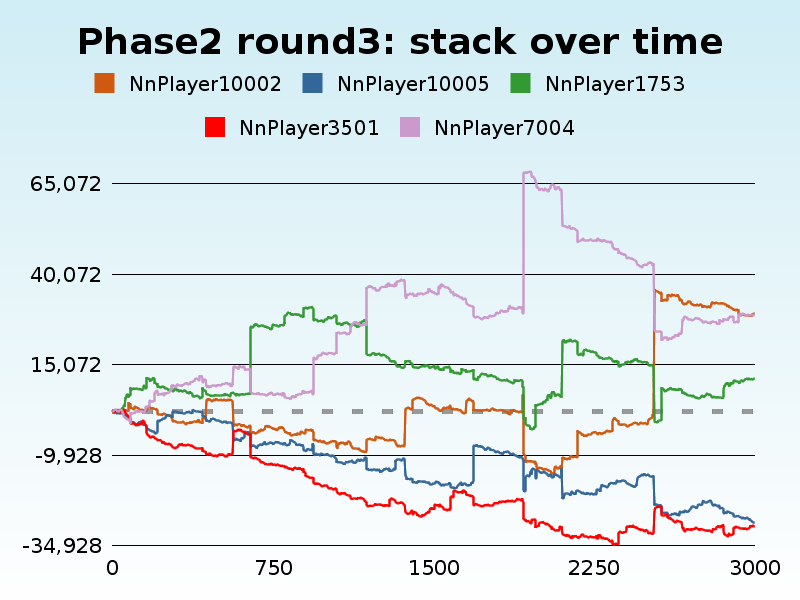 Phase2 round3: stack over time
NnPlayer10002 NnPlayer10005 NnPlayer1753
NnPlayer3501 NnPlayer7004
65,072
40,072
15,072
-9,928
-34,928
0 750 1500 2250 3000